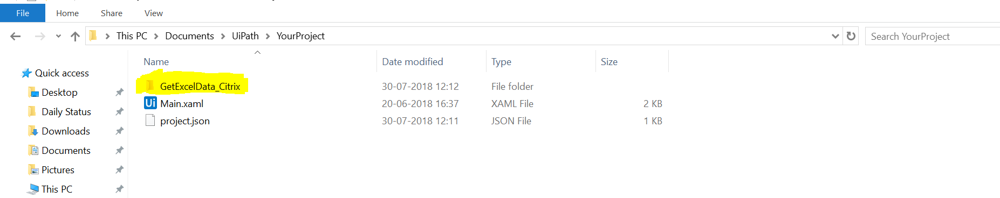 File Home Share View
This PC Documents UiPath YourProject Search YourProject
Name Date modified Type Size
Quick access
GetExcelData_Citrix 30-07-2018 12:12 File folder
Desktop
Ui Main.xaml 20-06-2018 16:37 XAML File 2 KB
Daily Status
project.json 30-07-2018 12:11 JSON File 1 KB
Downloads
Documents
Pictures
This PC